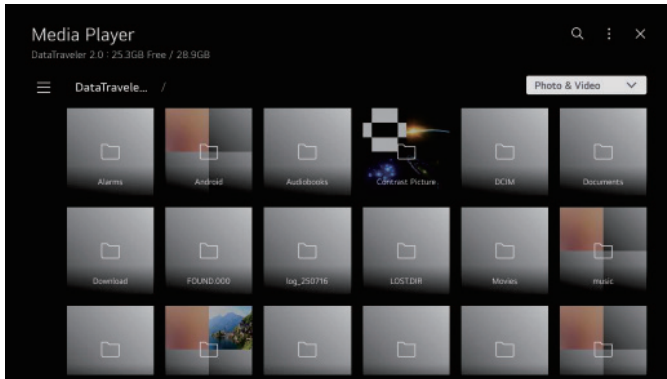 Media Player
DataTraveler 2.0 : 25.3GB Free / 28.9GB
DataTravele... /
Photo & Video
Alarms
Android
Audiobooks
Contrast Picture.
DCIM
Documents
Download
FOUND.000
log_250716
LOST.DIR
Movies
music